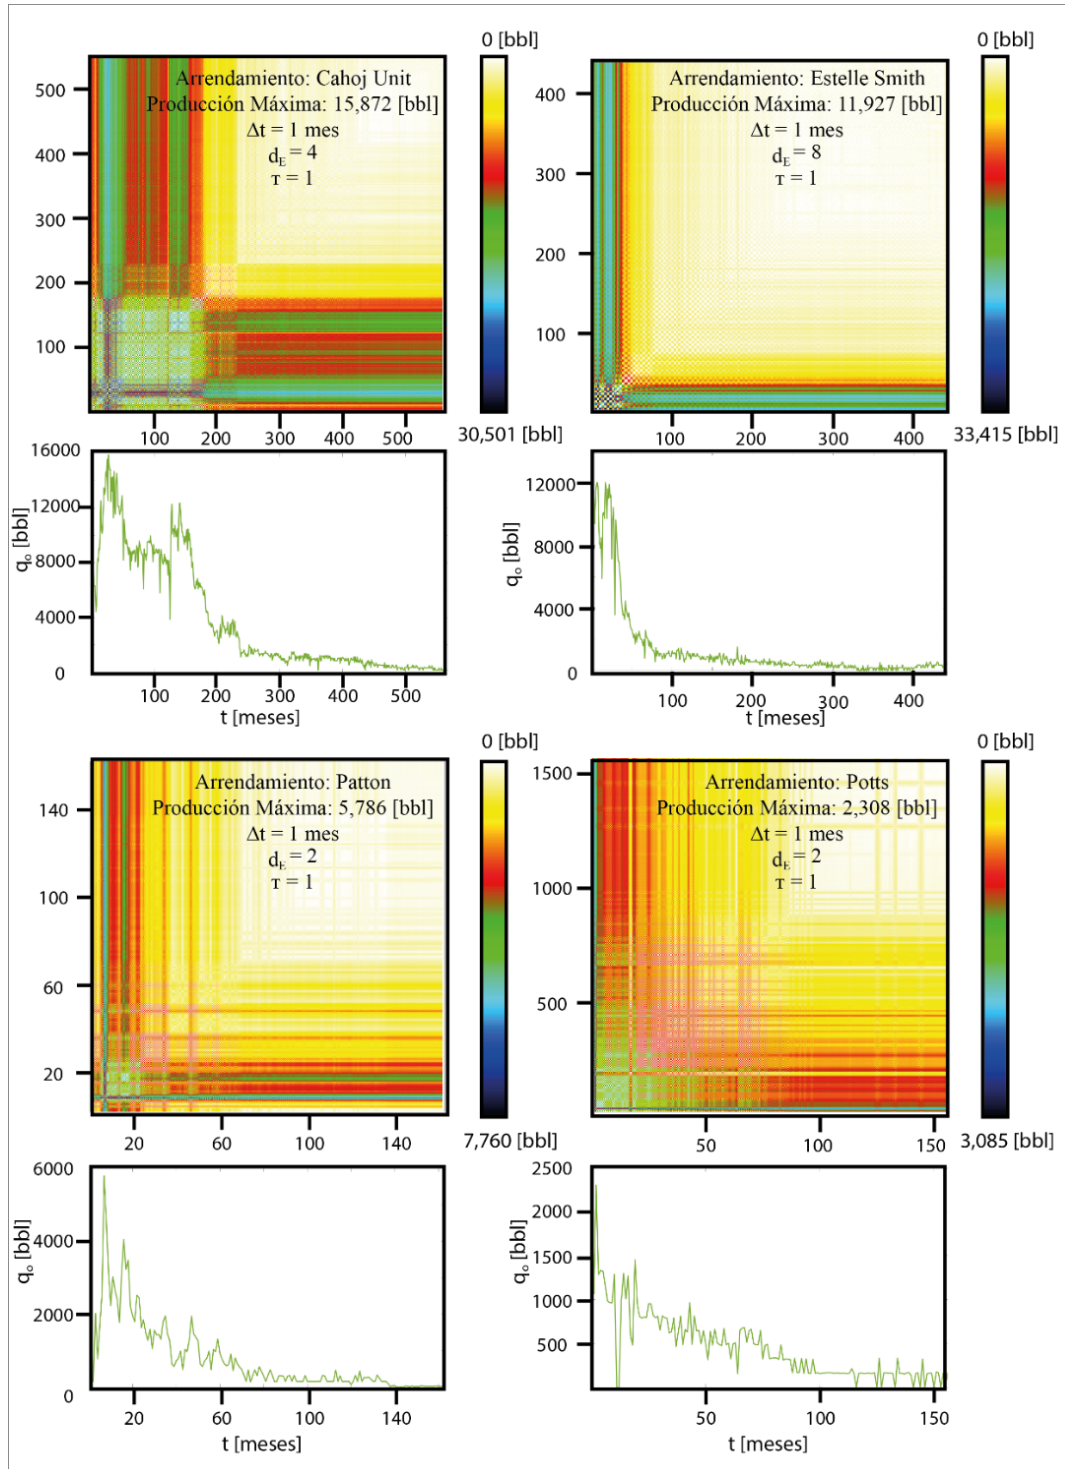 0 [bbl]
500
400
300
200
100
Arrendamiento: Cahoj Unit
Producción Máxima: 15,872 [bbl]
Δt = 1 mes
dE = 4
τ = 1
100 200 300 400 500
30,501 [bbl]
0 [bbl]
400
300
200
100
Arrendamiento: Estelle Smith
Producción Máxima: 11,927 [bbl]
Δt = 1 mes
dE = 8
τ = 1
100 200 300 400
33,415 [bbl]
16000
12000
8000
4000
0
qo [bbl]
100 200 300 400 500
t [meses]
12000
8000
4000
0
qo [bbl]
100 200 300 400
t [meses]
0 [bbl]
140
100
60
20
Arrendamiento: Patton
Producción Máxima: 5,786 [bbl]
Δt = 1 mes
dE = 2
τ = 1
20 60 100 140
7,760 [bbl]
0 [bbl]
1500
1000
500
Arrendamiento: Potts
Producción Máxima: 2,308 [bbl]
Δt = 1 mes
dE = 2
τ = 1
50 100 150
3,085 [bbl]
6000
4000
2000
0
qo [bbl]
20 60 100 140
t [meses]
2500
2000
1500
1000
500
qo [bbl]
50 100 150
t [meses]